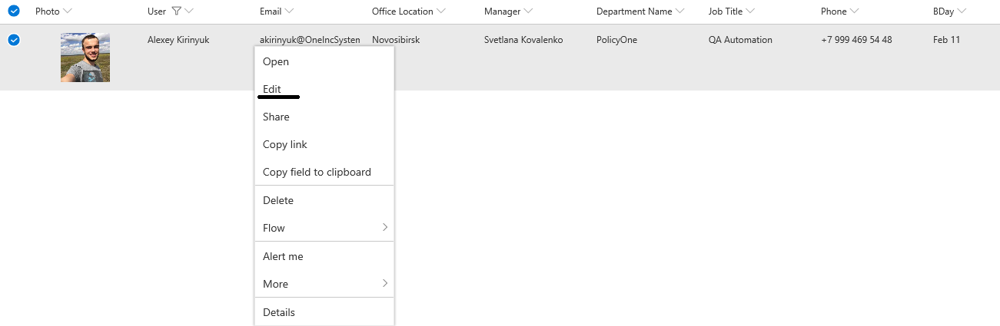 Photo User Email Office Location Manager Department Name Job Title Phone BDay
Alexey Kirinyuk akirinyuk@OneIncSysten Novosibirsk Svetlana Kovalenko PolicyOne QA Automation +7 999 469 54 48 Feb 11
Open
Edit
Share
Copy link
Copy field to clipboard
Delete
Flow
Alert me
More
Details